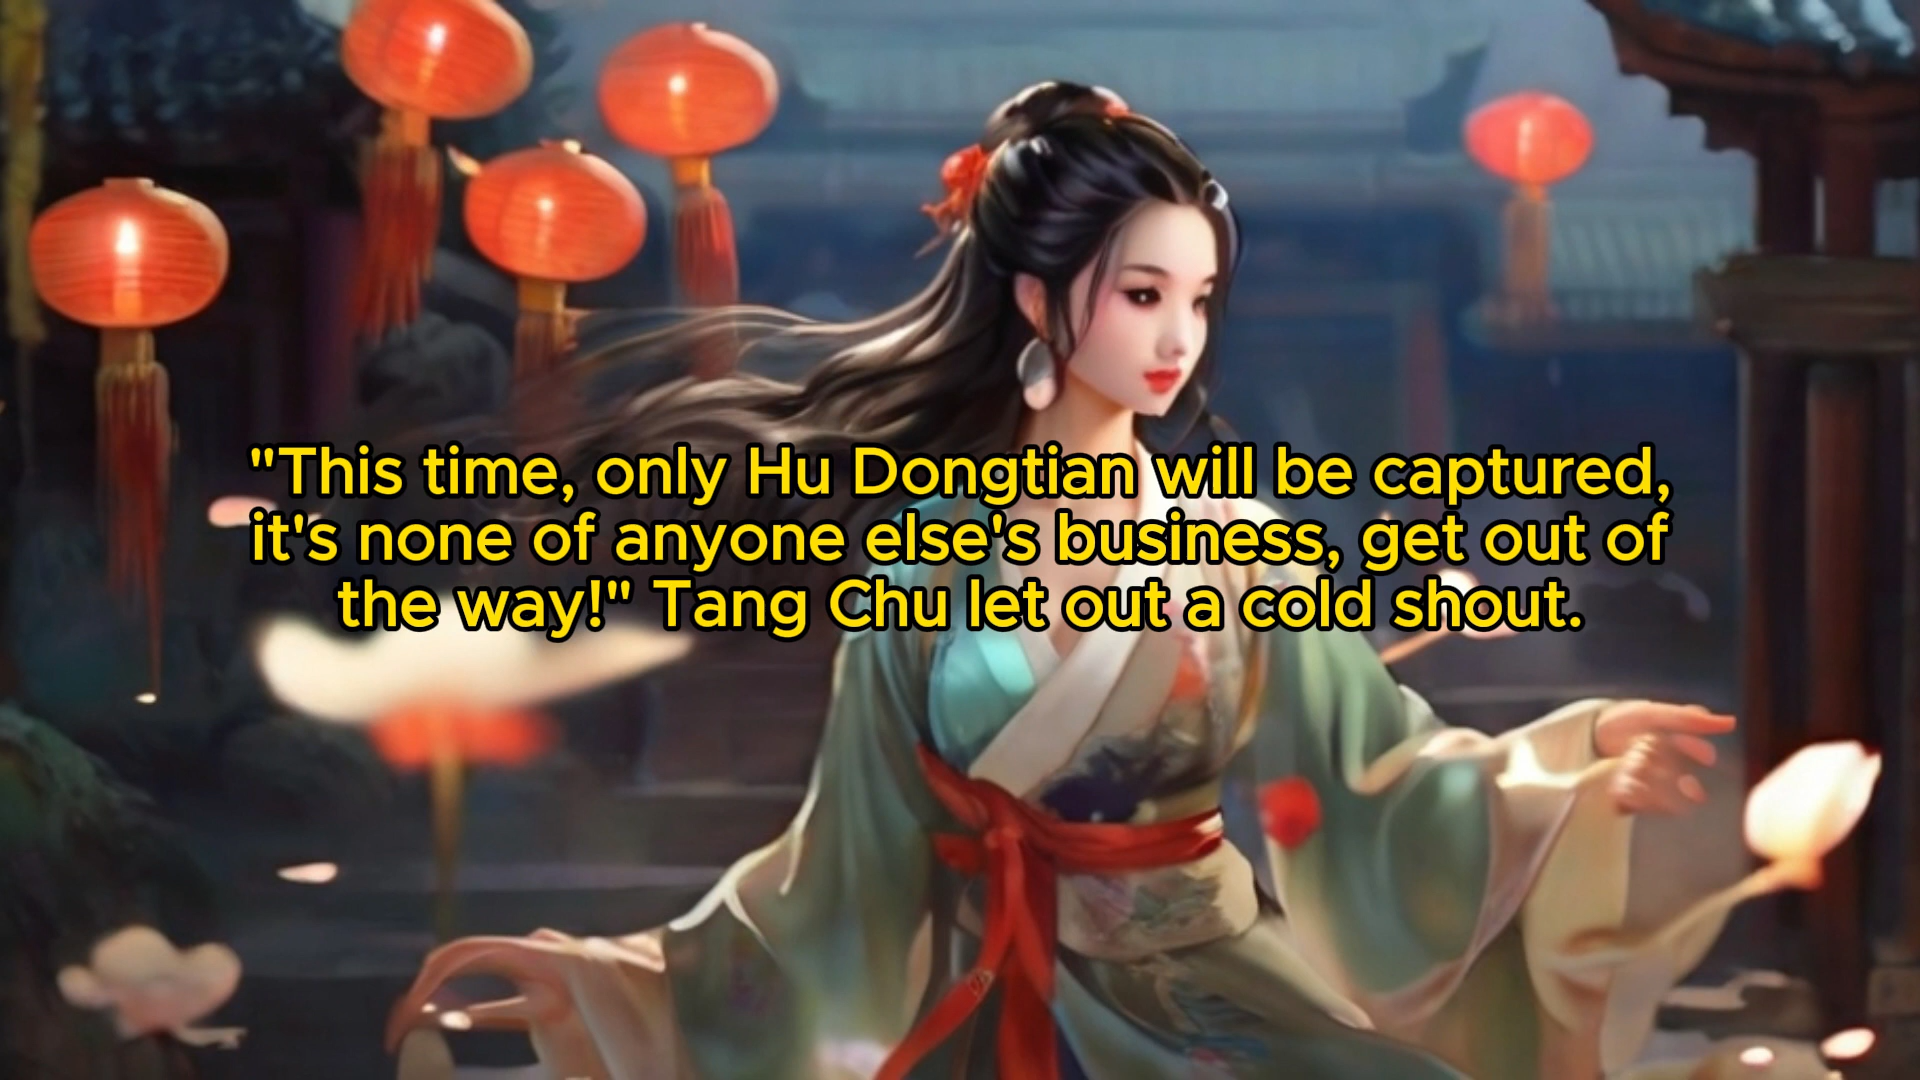 "This time, only Hu Dongtian will be captured,
it's none of anyone else's business, get out of
the way!" Tang Chu let out a cold shout.